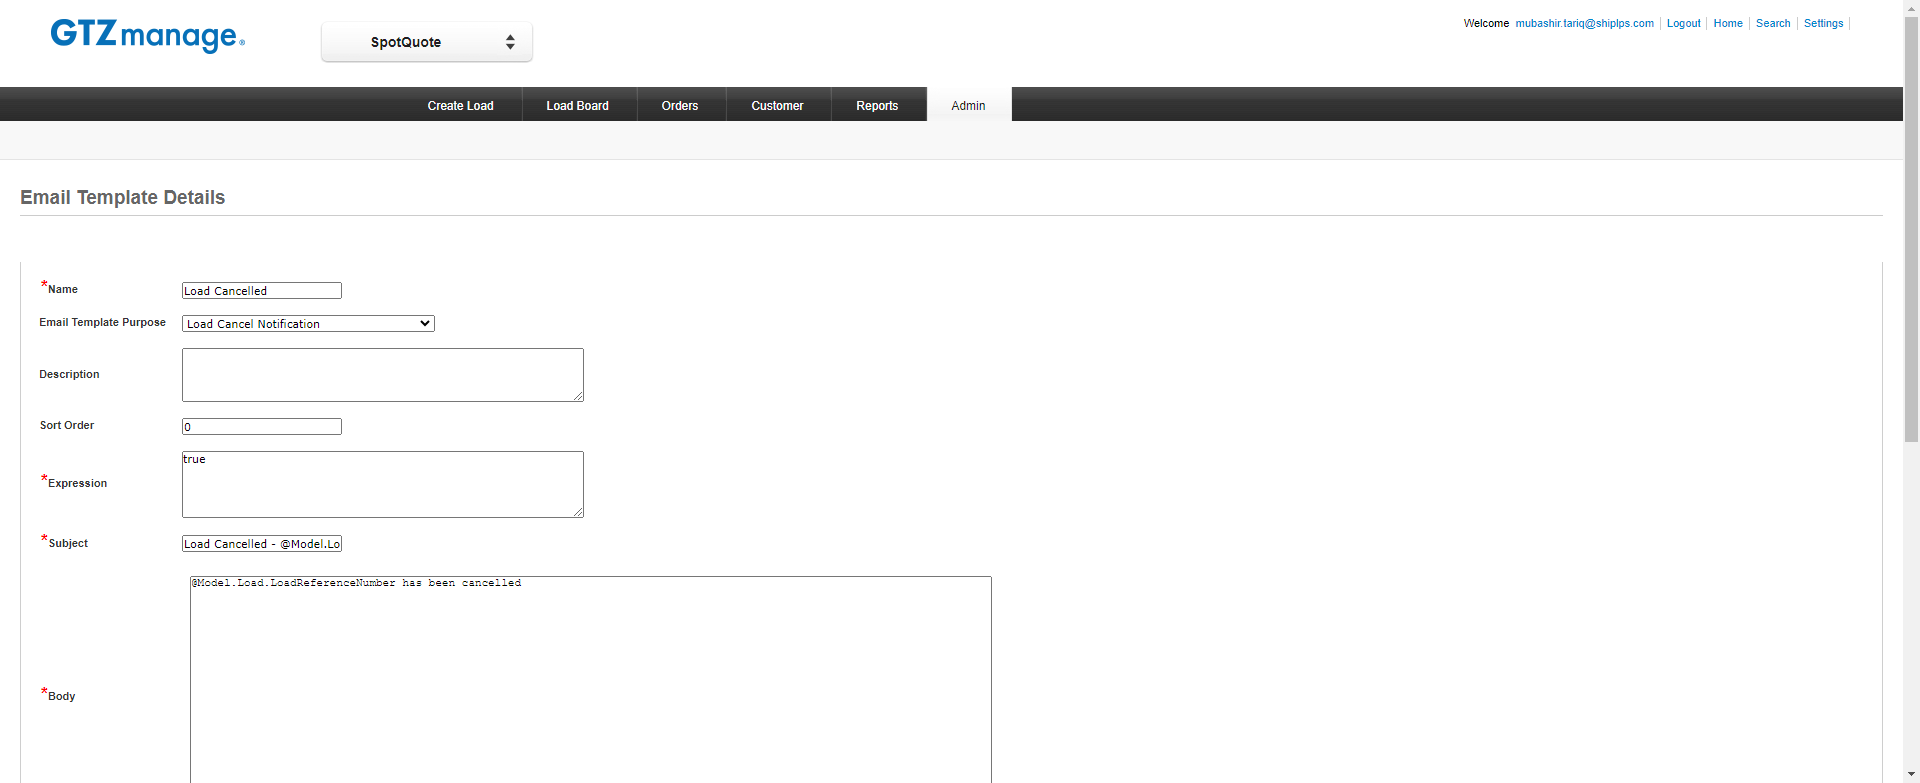 GTZmanage®
SpotQuote
Welcome mubashir.tariq@shiplps.com Logout Home Search Settings
Create Load Load Board Orders Customer Reports Admin
Email Template Details
*Name Load Cancelled
Email Template Purpose Load Cancel Notification
Description
Sort Order 0
*Expression true
*Subject Load Cancelled - @Model.Lo
@Model.Load.LoadReferenceNumber has been cancelled
*Body